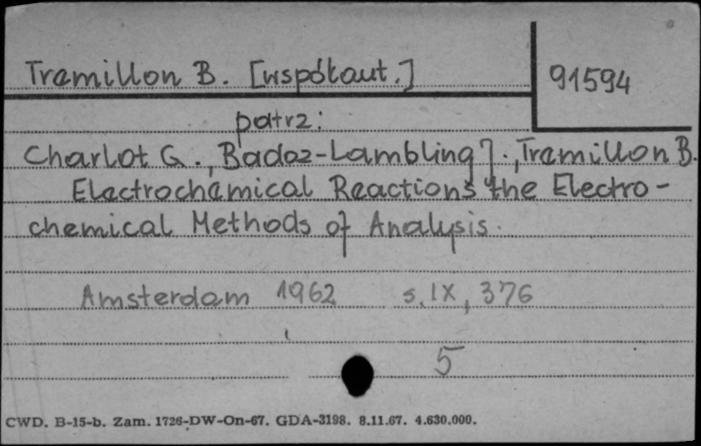 Tremillon B. [współaut.]
91594
patrz:
Charlot G., Badoz-Lambling J., Tremillon B.
Electrochemical Reactions the Electro-
chemical Methods of Analysis.
Amsterdam 1962 s. IX, 376
5
CWD. B-15-b. Zam. 1726-DW-On-67. GDA-3198. 8.11.67. 4.630.000.